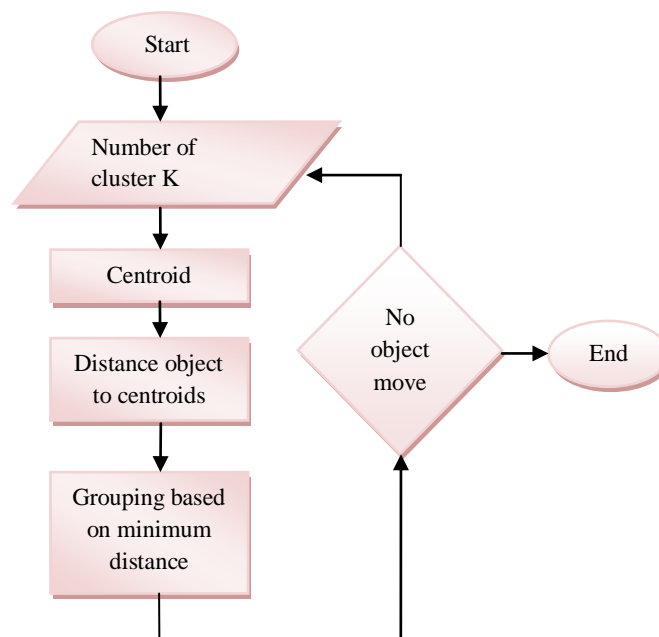 Start
Number of
cluster K
Centroid
Distance object
to centroids
Grouping based
on minimum
distance
No
object
move
End